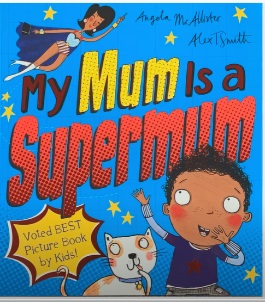 Angela McAllister
Alex T Smith
My Mum Is a
Supermum
Voted BEST
Picture Book
by Kids!